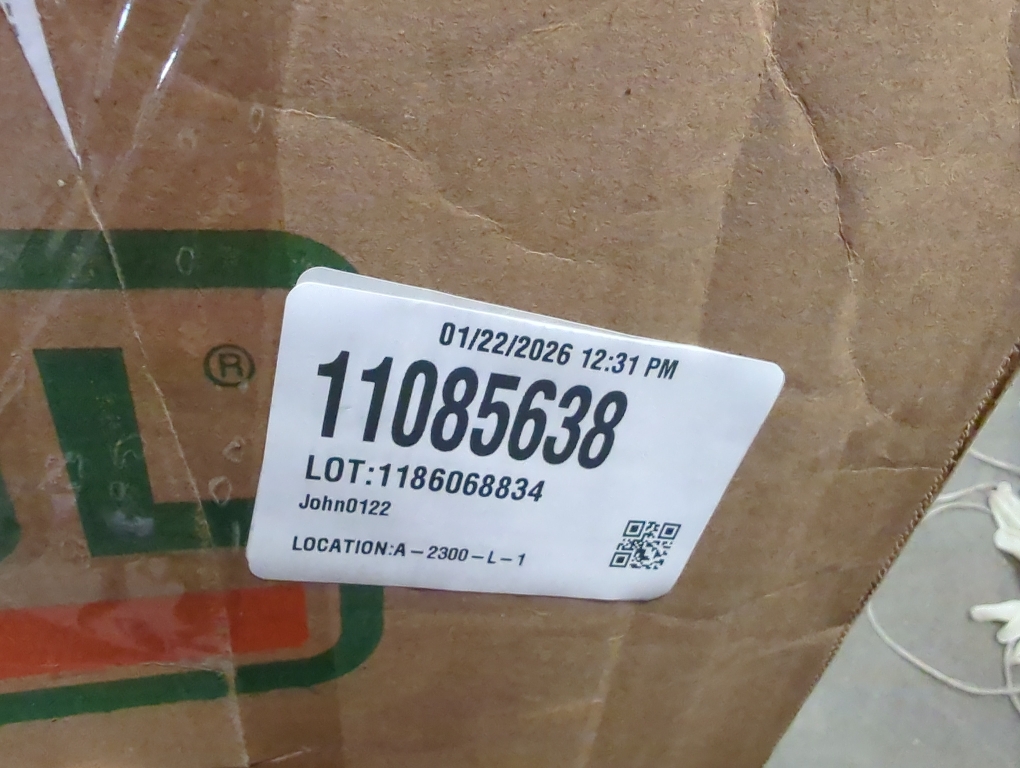 01/22/2026 12:31 PM
11085638
LOT:1186068834
John0122
LOCATION:A-2300-L-1
L®